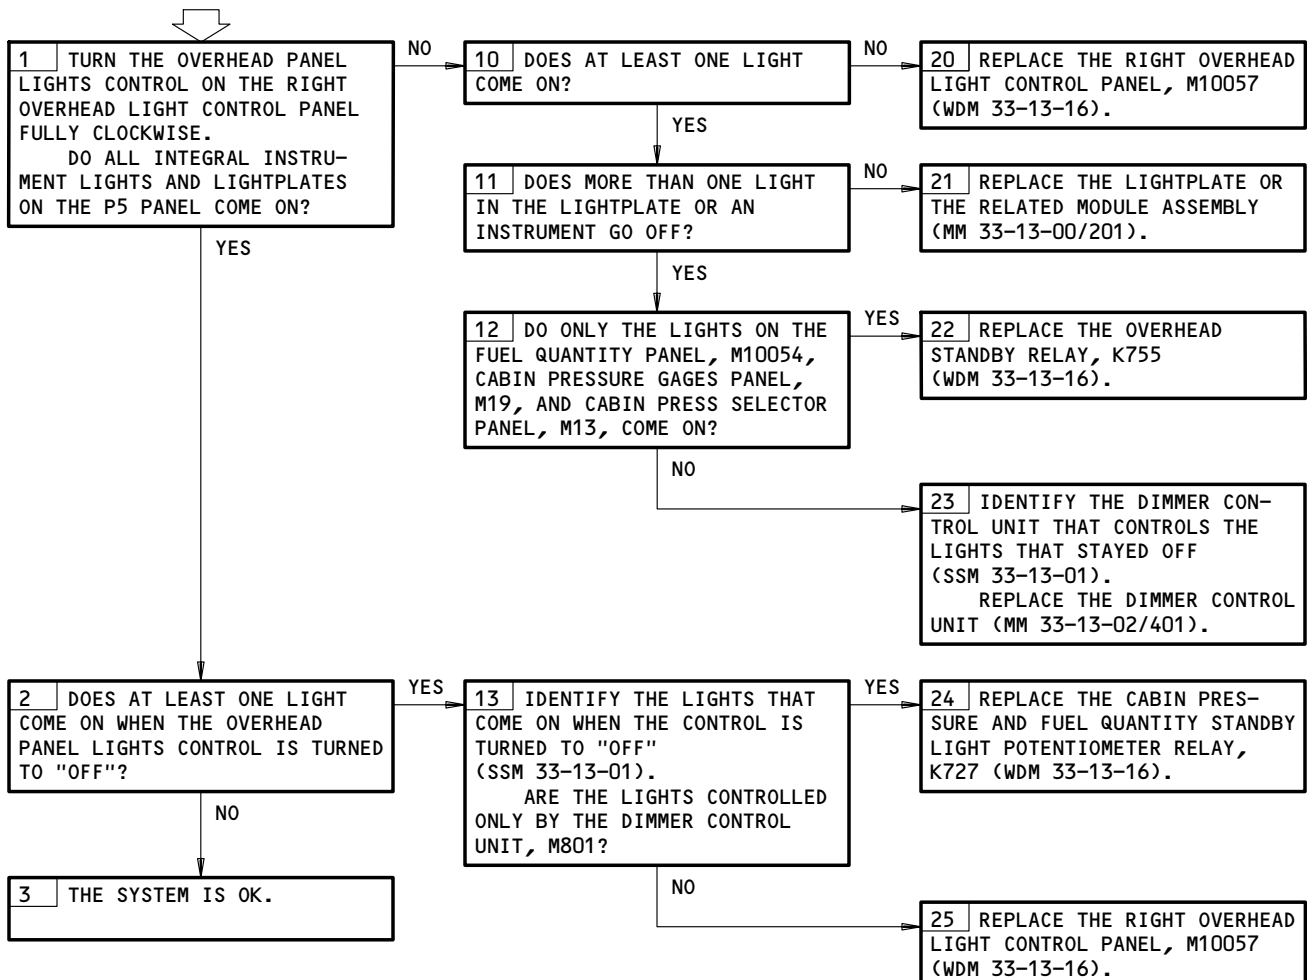 1 TURN THE OVERHEAD PANEL
LIGHTS CONTROL ON THE RIGHT
OVERHEAD LIGHT CONTROL PANEL
FULLY CLOCKWISE.
DO ALL INTEGRAL INSTRU-
MENT LIGHTS AND LIGHTPLATES
ON THE P5 PANEL COME ON?
NO
YES
10 DOES AT LEAST ONE LIGHT
COME ON?
NO
YES
20 REPLACE THE RIGHT OVERHEAD
LIGHT CONTROL PANEL, M10057
(WDM 33-13-16).
11 DOES MORE THAN ONE LIGHT
IN THE LIGHTPLATE OR AN
INSTRUMENT GO OFF?
NO
YES
21 REPLACE THE LIGHTPLATE OR
THE RELATED MODULE ASSEMBLY
(MM 33-13-00/201).
12 DO ONLY THE LIGHTS ON THE
FUEL QUANTITY PANEL, M10054,
CABIN PRESSURE GAGES PANEL,
M19, AND CABIN PRESS SELECTOR
PANEL, M13, COME ON?
YES
NO
22 REPLACE THE OVERHEAD
STANDBY RELAY, K755
(WDM 33-13-16).
23 IDENTIFY THE DIMMER CON-
TROL UNIT THAT CONTROLS THE
LIGHTS THAT STAYED OFF
(SSM 33-13-01).
REPLACE THE DIMMER CONTROL
UNIT (MM 33-13-02/401).
2 DOES AT LEAST ONE LIGHT
COME ON WHEN THE OVERHEAD
PANEL LIGHTS CONTROL IS TURNED
TO "OFF"?
YES
NO
13 IDENTIFY THE LIGHTS THAT
COME ON WHEN THE CONTROL IS
TURNED TO "OFF"
(SSM 33-13-01).
ARE THE LIGHTS CONTROLLED
ONLY BY THE DIMMER CONTROL
UNIT, M801?
YES
NO
24 REPLACE THE CABIN PRES-
SURE AND FUEL QUANTITY STANDBY
LIGHT POTENTIOMETER RELAY,
K727 (WDM 33-13-16).
3 THE SYSTEM IS OK.
25 REPLACE THE RIGHT OVERHEAD
LIGHT CONTROL PANEL, M10057
(WDM 33-13-16).